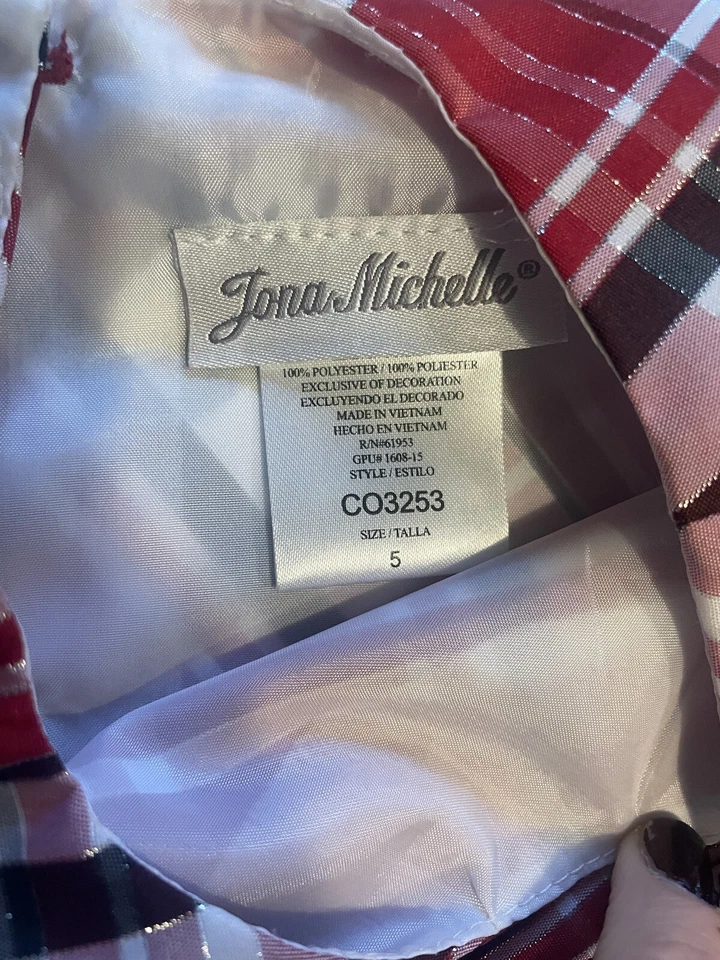 Jona Michelle®
100% POLYESTER / 100% POLIESTER
EXCLUSIVE OF DECORATION
EXCLUYENDO EL DECORADO
MADE IN VIETNAM
HECHO EN VIETNAM
R/N#61953
GPU# 1608-15
STYLE / ESTILO
CO3253
SIZE / TALLA
5